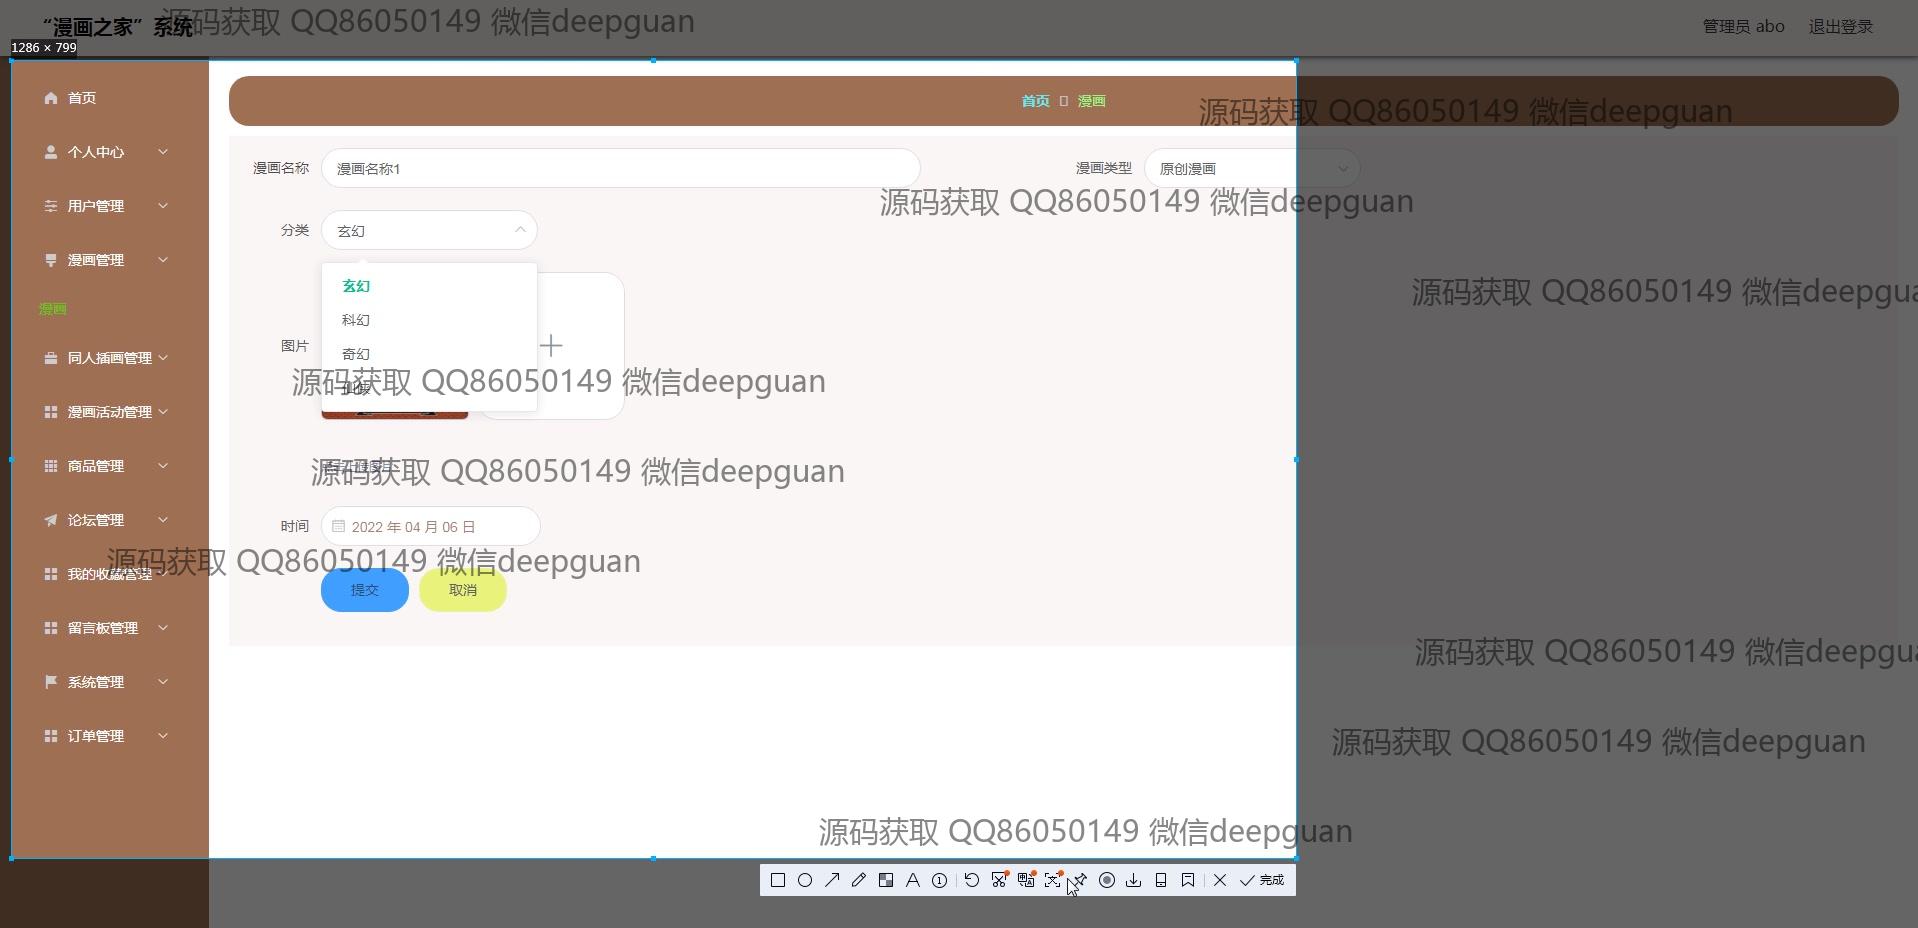 “漫画之家”系统
源码获取 QQ86050149 微信deepguan
管理员 abo
退出登录
1286 × 799
首页
个人中心
用户管理
漫画管理
漫画
同人插画管理
漫画活动管理
商品管理
论坛管理
我的收藏管理
留言板管理
系统管理
订单管理
首页
漫画
源码获取 QQ86050149 微信deepguan
漫画名称
漫画名称1
漫画类型
原创漫画
源码获取 QQ86050149 微信deepguan
分类
玄幻
玄幻
科幻
奇幻
仙侠
源码获取 QQ86050149 微信deepgua
图片
源码获取 QQ86050149 微信deepguan
源码获取 QQ86050149 微信deepguan
时间
2022 年 04 月 06 日
源码获取 QQ86050149 微信deepguan
提交
取消
源码获取 QQ86050149 微信deepgua
源码获取 QQ86050149 微信deepguan
源码获取 QQ86050149 微信deepguan
完成